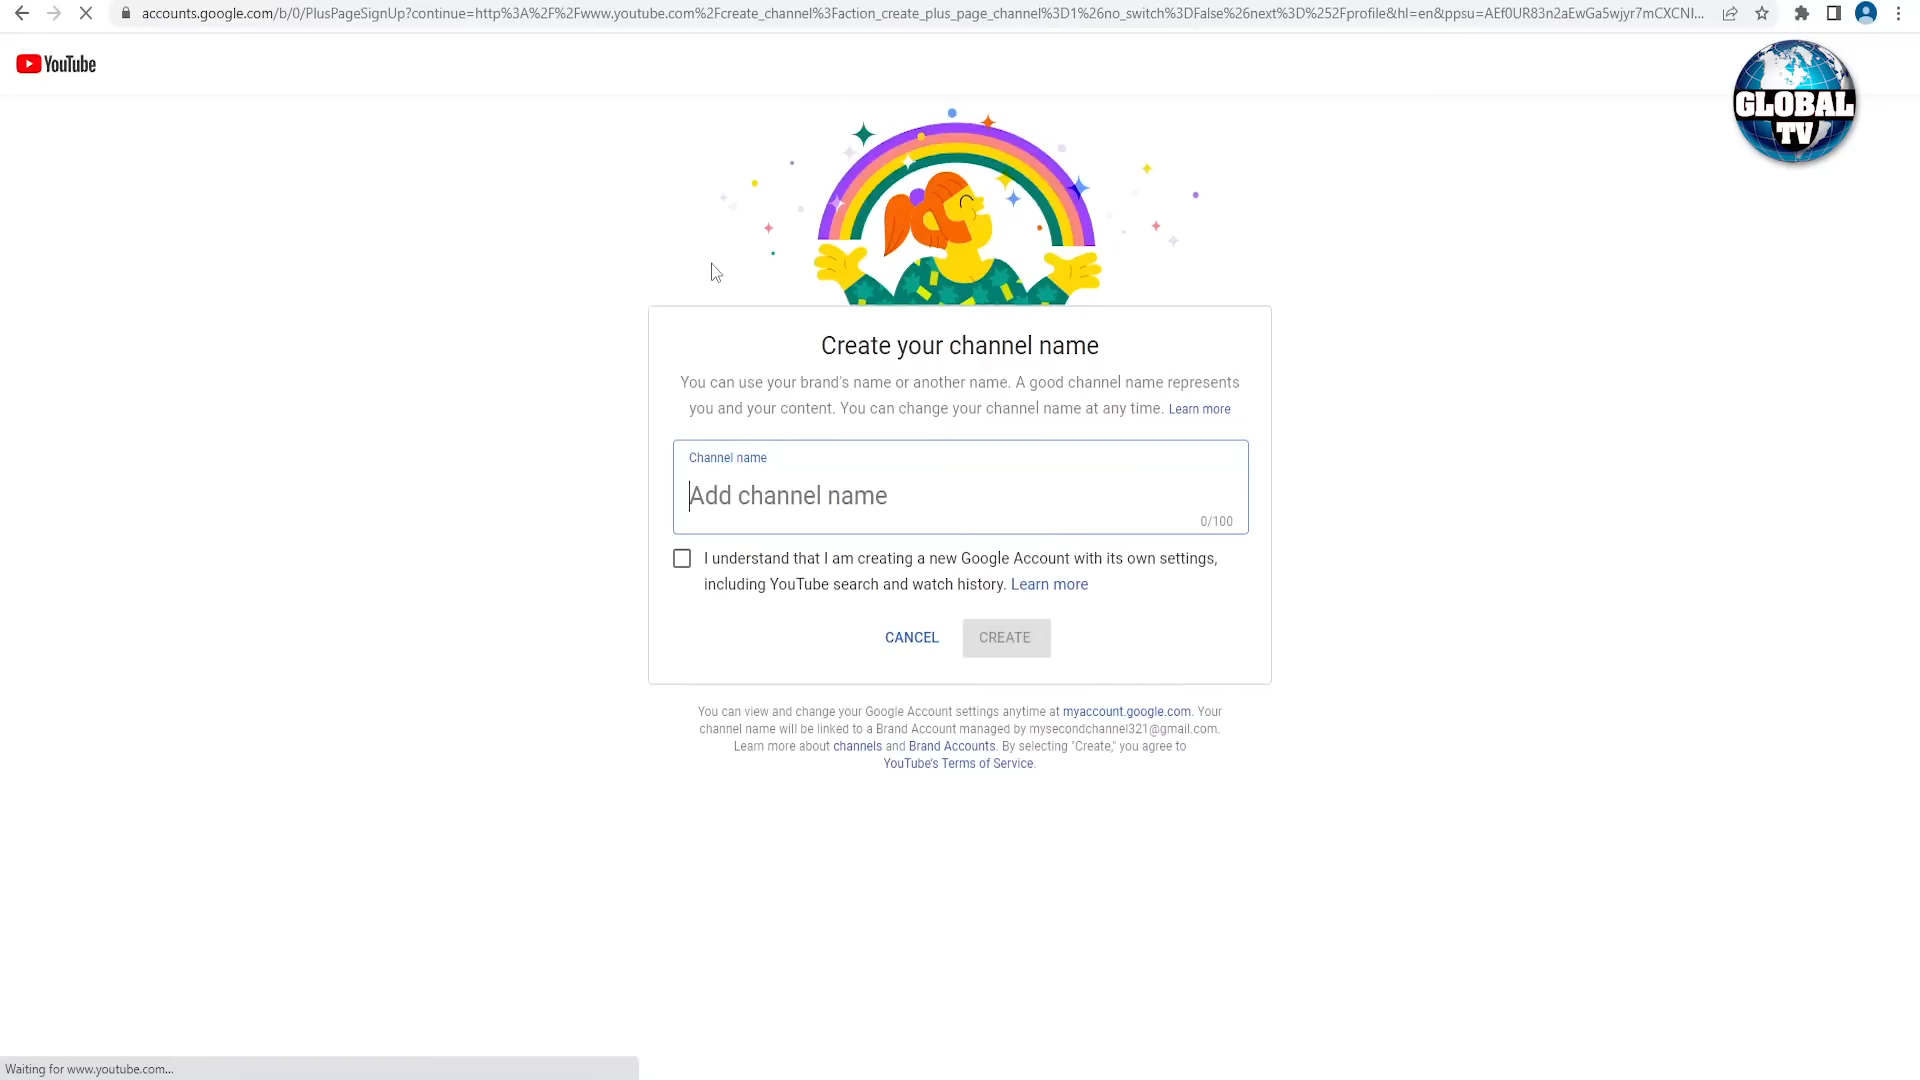 accounts.google.com/b/0/PlusPageSignUp?continue=http%3A%2F%2Fwww.youtube.com%2Fcreate_channel%3Faction_create_plus_page_channel%3D1%26no_switch%3DFalse%26next%3D%252Fprofile&hl=en&ppsu=AEf0UR83n2aEwGa5wjyr7mCXCNI...
YouTube
GLOBAL
TV
Create your channel name
You can use your brand's name or another name. A good channel name represents
you and your content. You can change your channel name at any time. Learn more
Channel name
Add channel name
0/100
I understand that I am creating a new Google Account with its own settings,
including YouTube search and watch history. Learn more
CANCEL CREATE
You can view and change your Google Account settings anytime at myaccount.google.com. Your
channel name will be linked to a Brand Account managed by mysecondchannel321@gmail.com.
Learn more about channels and Brand Accounts. By selecting "Create," you agree to
YouTube's Terms of Service.
Waiting for www.youtube.com...